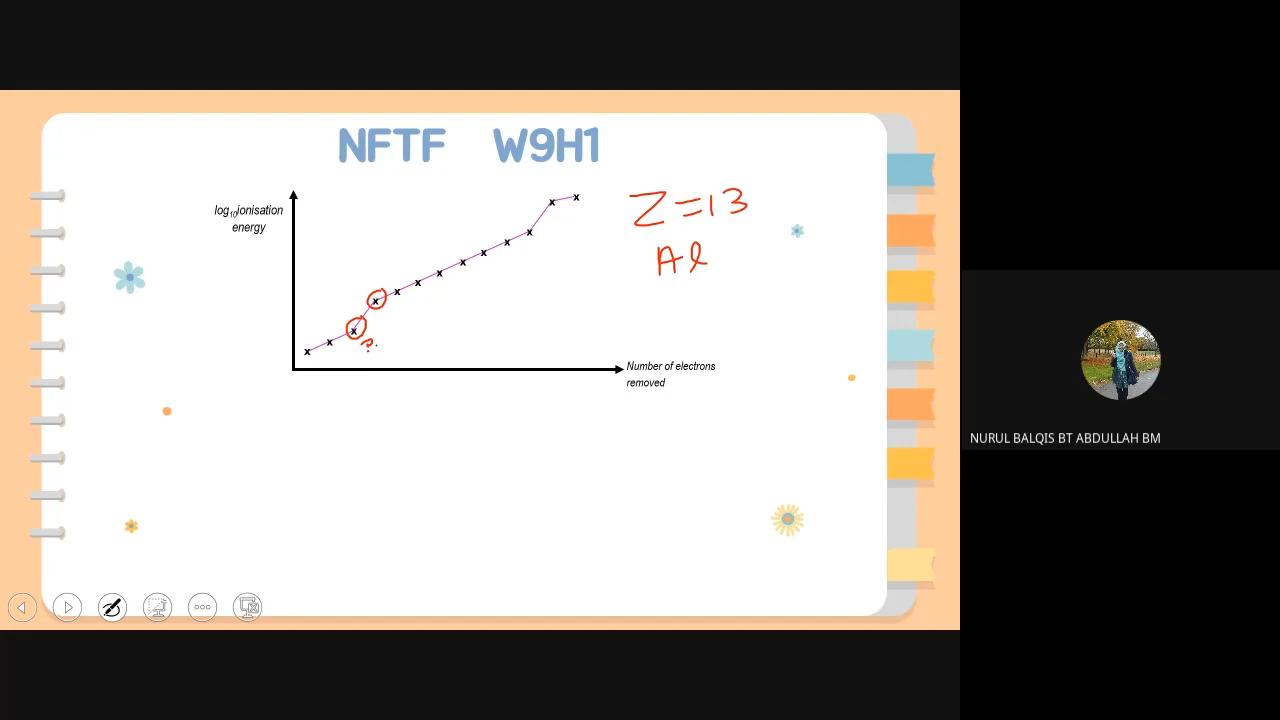 NFTF W9H1
log10ionisation
energy
Z=13
Al
Number of electrons
removed
NURUL BALQIS BT ABDULLAH BM